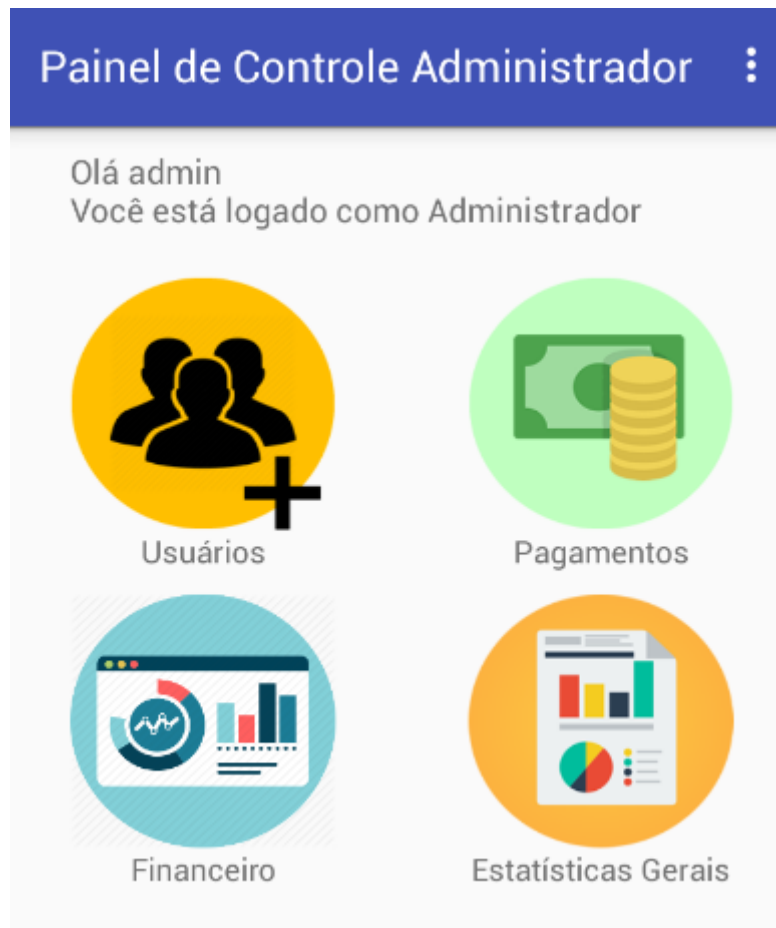 Painel de Controle Administrador
Olá admin
Você está logado como Administrador
Usuários
Pagamentos
Financeiro
Estatísticas Gerais